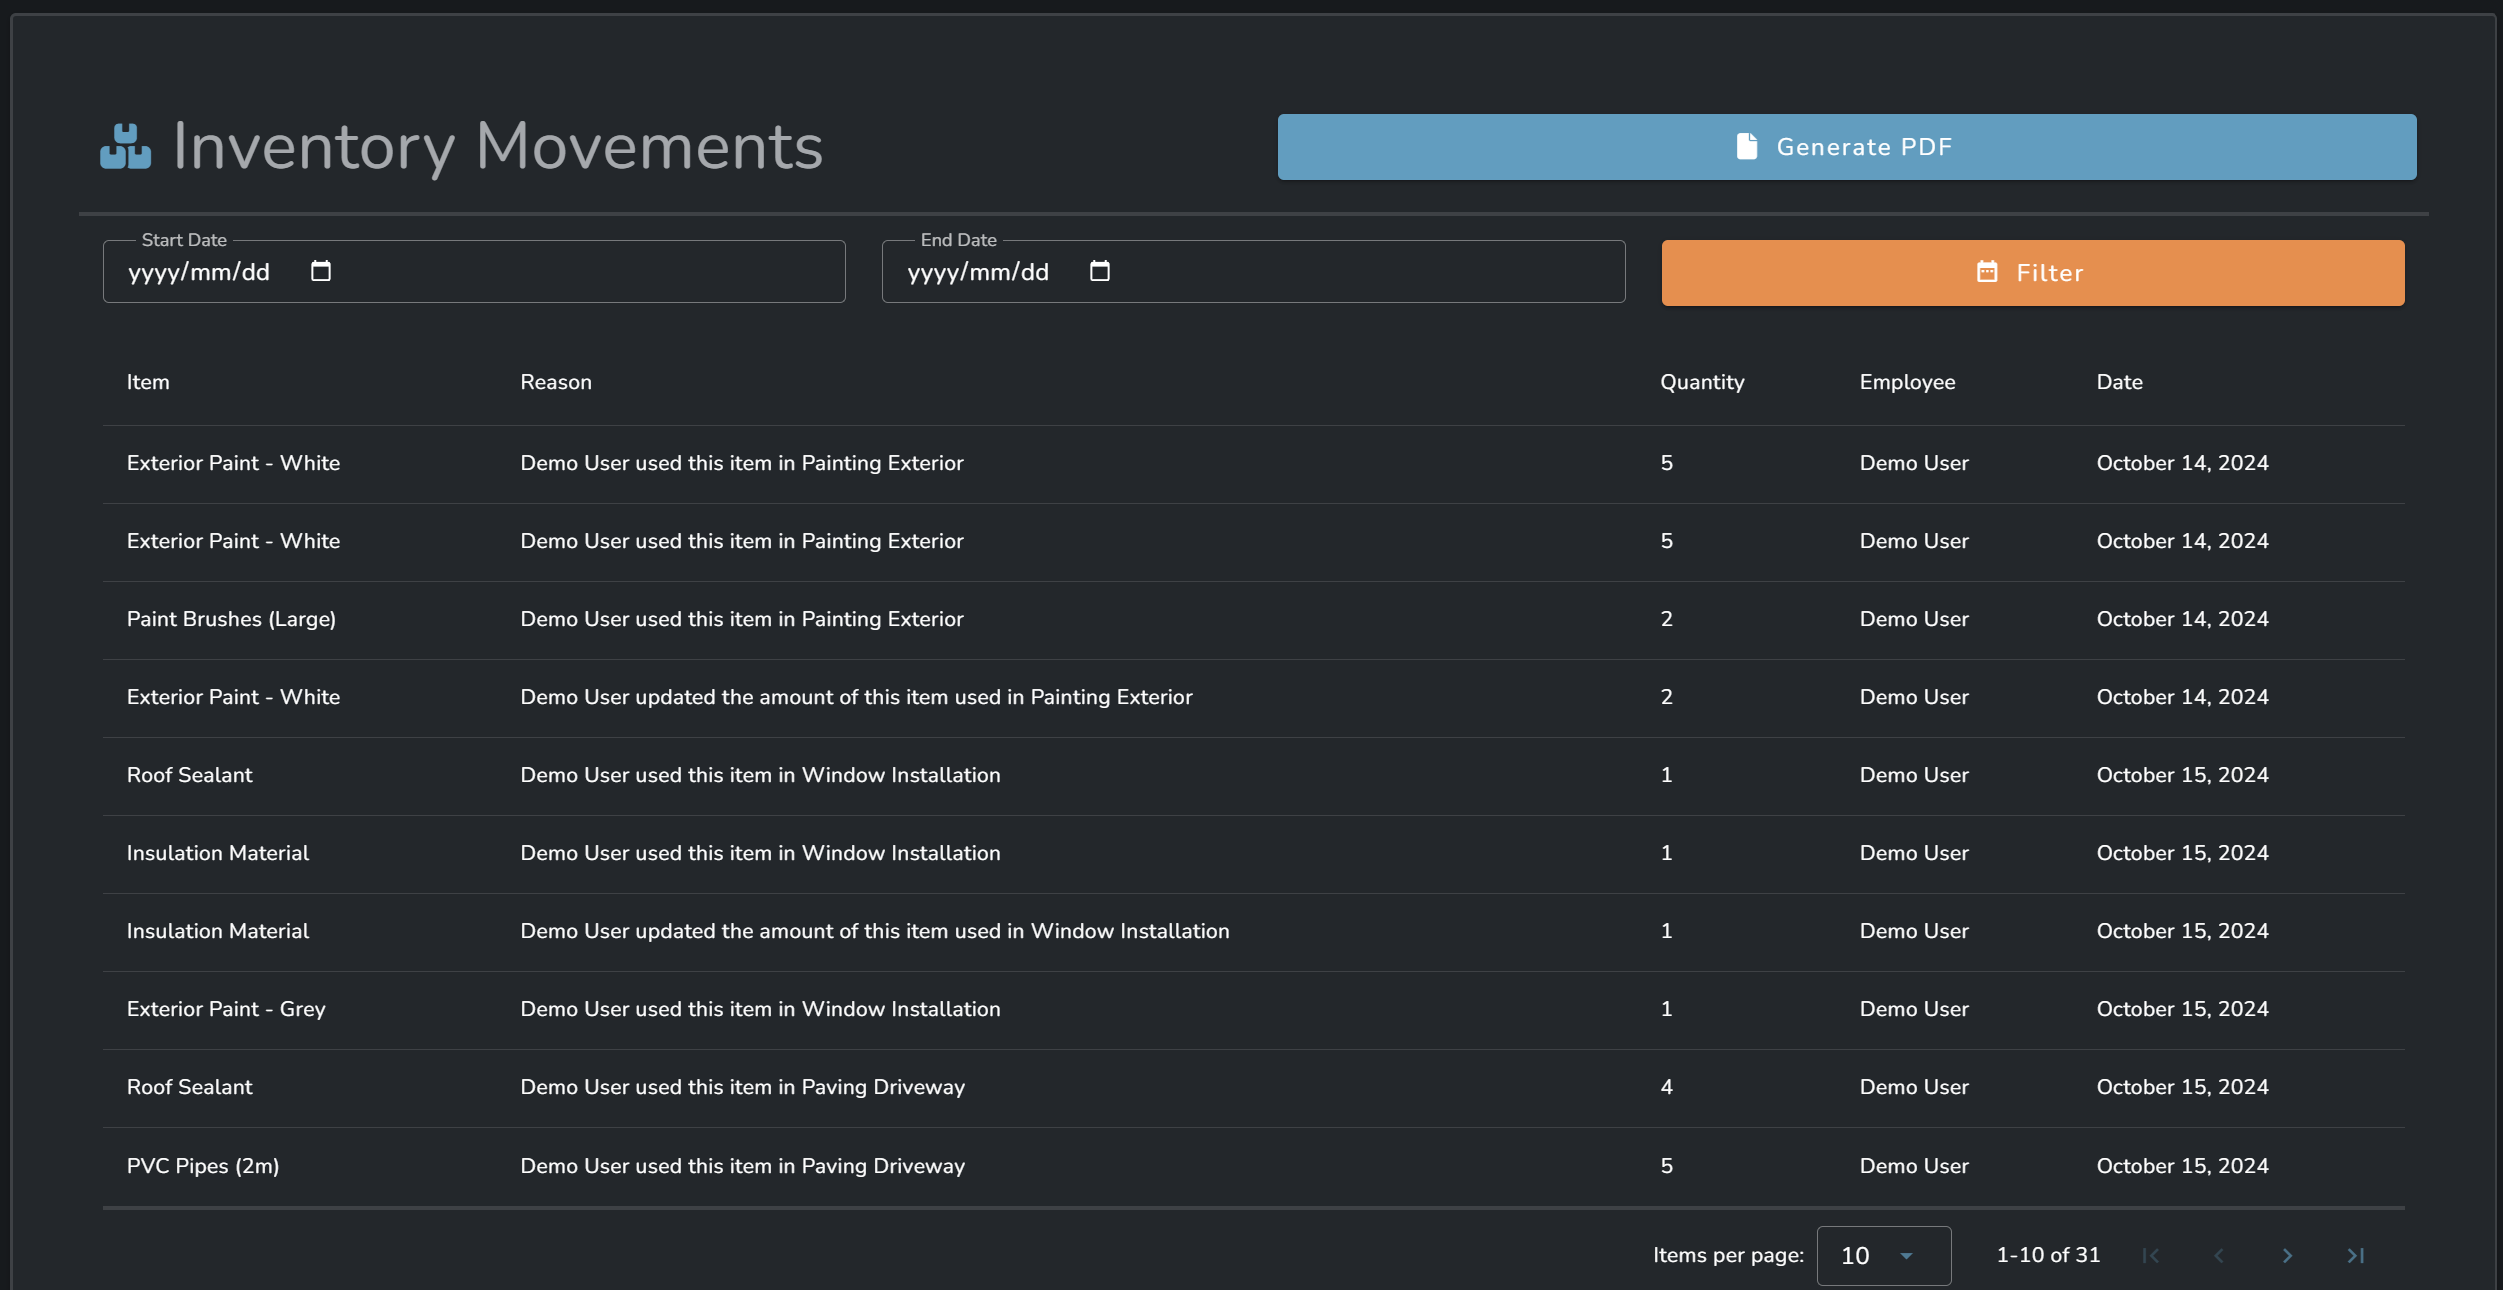 Inventory Movements
Generate PDF
Start Date
yyyy/mm/dd
End Date
yyyy/mm/dd
Filter
Item Reason Quantity Employee Date
Exterior Paint - White Demo User used this item in Painting Exterior 5 Demo User October 14, 2024
Exterior Paint - White Demo User used this item in Painting Exterior 5 Demo User October 14, 2024
Paint Brushes (Large) Demo User used this item in Painting Exterior 2 Demo User October 14, 2024
Exterior Paint - White Demo User updated the amount of this item used in Painting Exterior 2 Demo User October 14, 2024
Roof Sealant Demo User used this item in Window Installation 1 Demo User October 15, 2024
Insulation Material Demo User used this item in Window Installation 1 Demo User October 15, 2024
Insulation Material Demo User updated the amount of this item used in Window Installation 1 Demo User October 15, 2024
Exterior Paint - Grey Demo User used this item in Window Installation 1 Demo User October 15, 2024
Roof Sealant Demo User used this item in Paving Driveway 4 Demo User October 15, 2024
PVC Pipes (2m) Demo User used this item in Paving Driveway 5 Demo User October 15, 2024
Items per page: 10 1-10 of 31